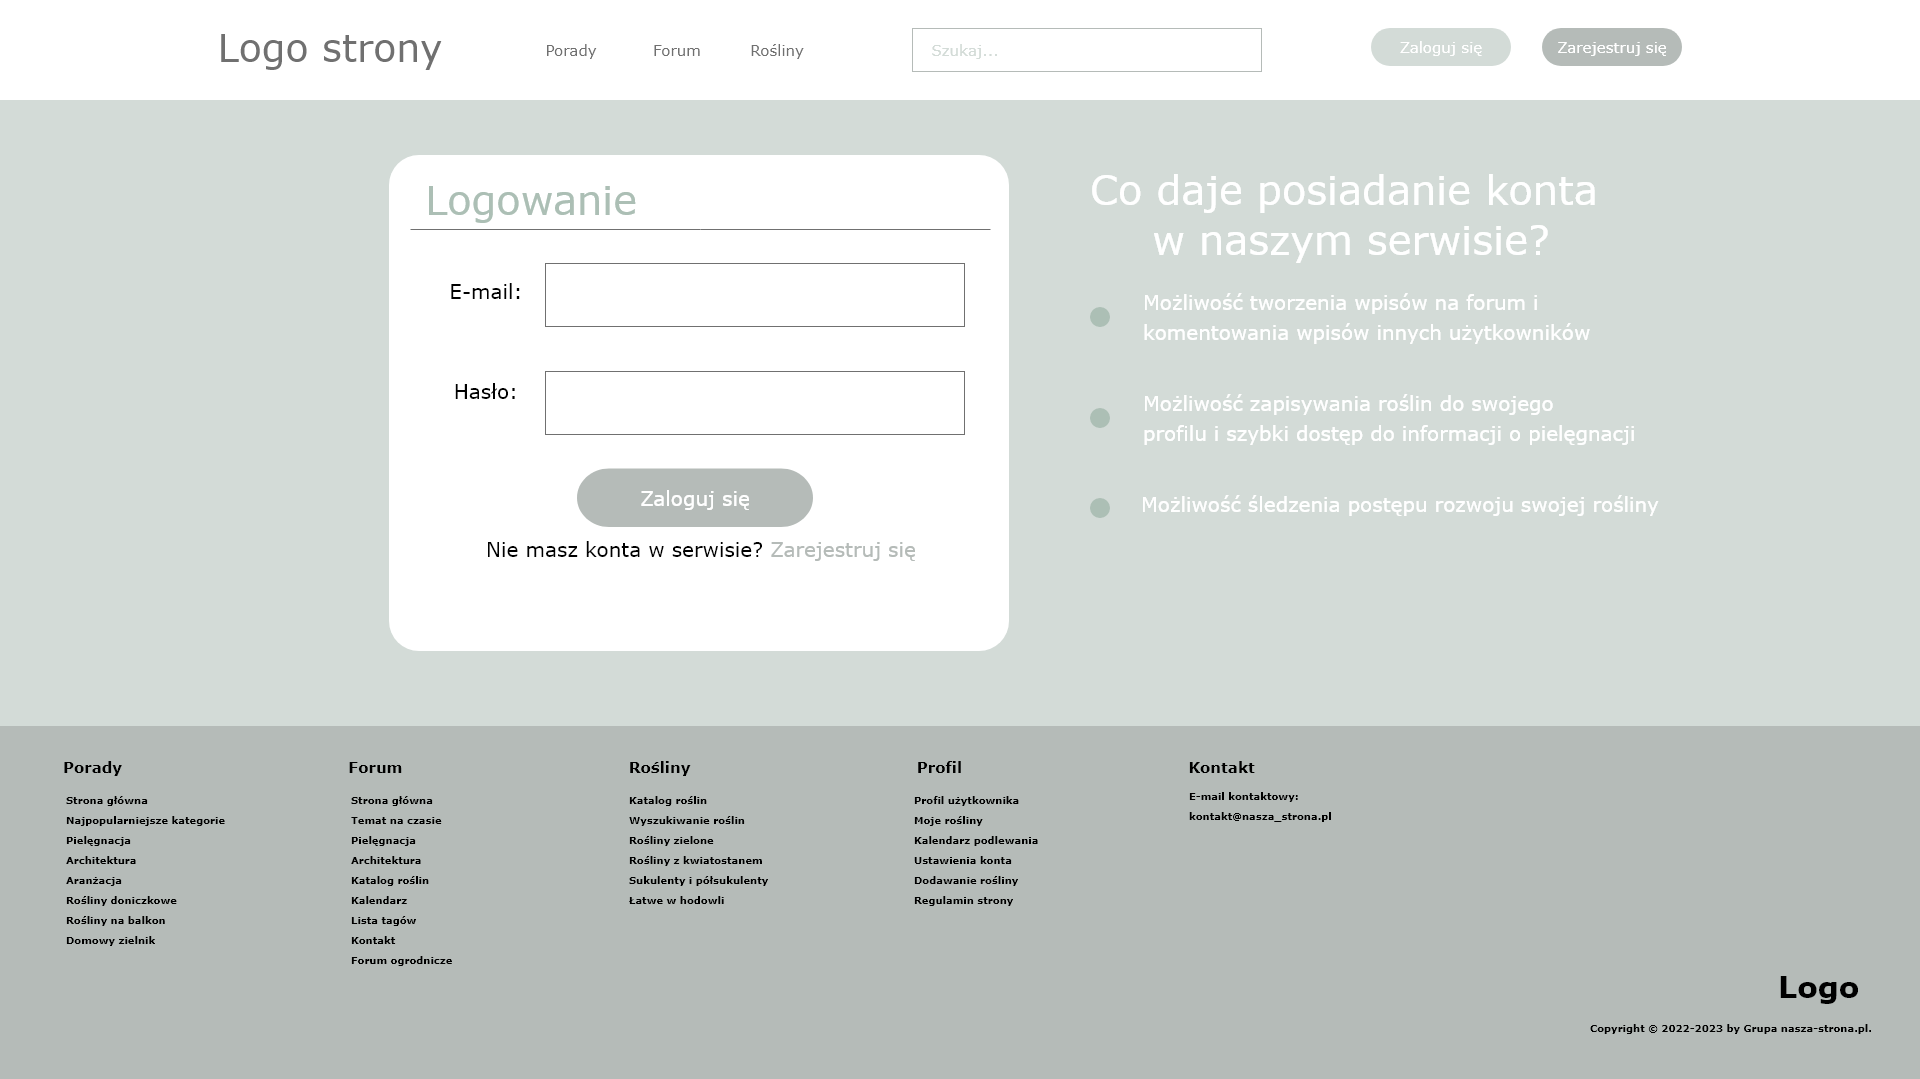 Logo strony
Porady
Forum
Rośliny
Szukaj...
Zaloguj się
Zarejestruj się
Logowanie
E-mail:
Hasło:
Zaloguj się
Nie masz konta w serwisie? Zarejestruj się
Co daje posiadanie konta
w naszym serwisie?
Możliwość tworzenia wpisów na forum i
komentowania wpisów innych użytkowników
Możliwość zapisywania roślin do swojego
profilu i szybki dostęp do informacji o pielęgnacji
Możliwość śledzenia postępu rozwoju swojej rośliny
Porady
Strona główna
Najpopularniejsze kategorie
Pielęgnacja
Architektura
Aranżacja
Rośliny doniczkowe
Rośliny na balkon
Domowy zielnik
Forum
Strona główna
Temat na czasie
Pielęgnacja
Architektura
Katalog roślin
Kalendarz
Lista tagów
Kontakt
Forum ogrodnicze
Rośliny
Katalog roślin
Wyszukiwanie roślin
Rośliny zielone
Rośliny z kwiatostanem
Sukulenty i półsukulenty
Łatwe w hodowli
Profil
Profil użytkownika
Moje rośliny
Kalendarz podlewania
Ustawienia konta
Dodawanie rośliny
Regulamin strony
Kontakt
E-mail kontaktowy:
kontakt@nasza_strona.pl
Logo
Copyright © 2022-2023 by Grupa nasza-strona.pl.